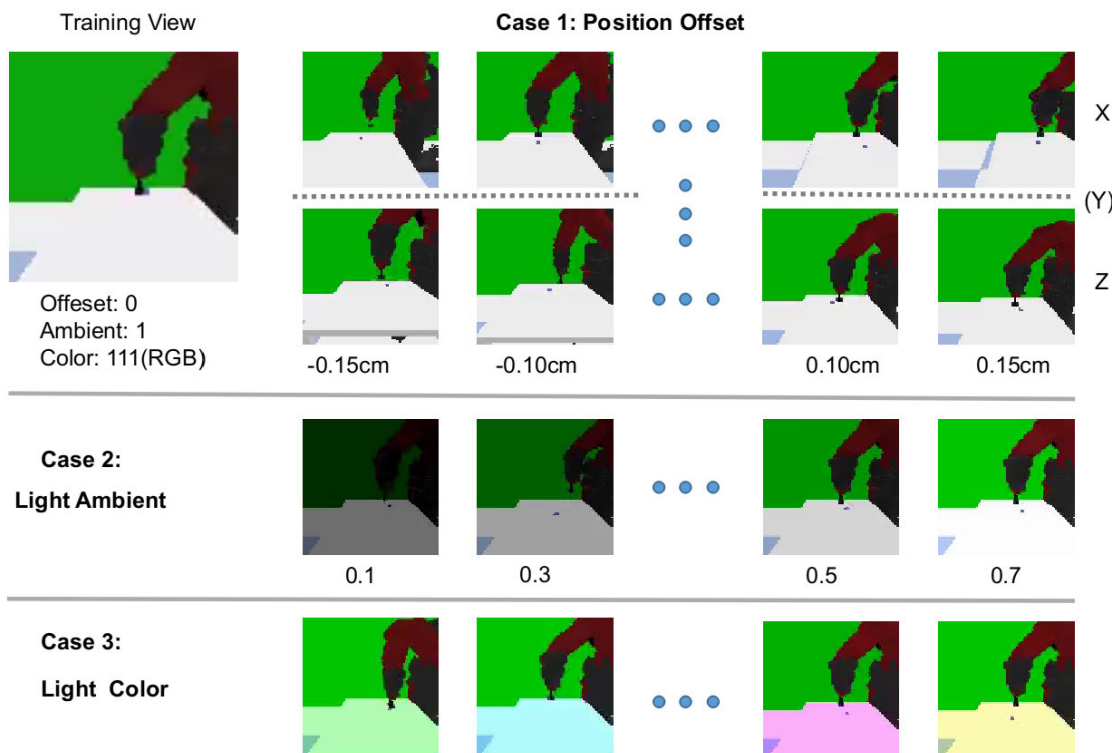 Training View
Case 1: Position Offset
X
(Y)
Z
Offeset: 0
Ambient: 1
Color: 111(RGB)
-0.15cm
-0.10cm
0.10cm
0.15cm
Case 2:
Light Ambient
0.1
0.3
0.5
0.7
Case 3:
Light Color